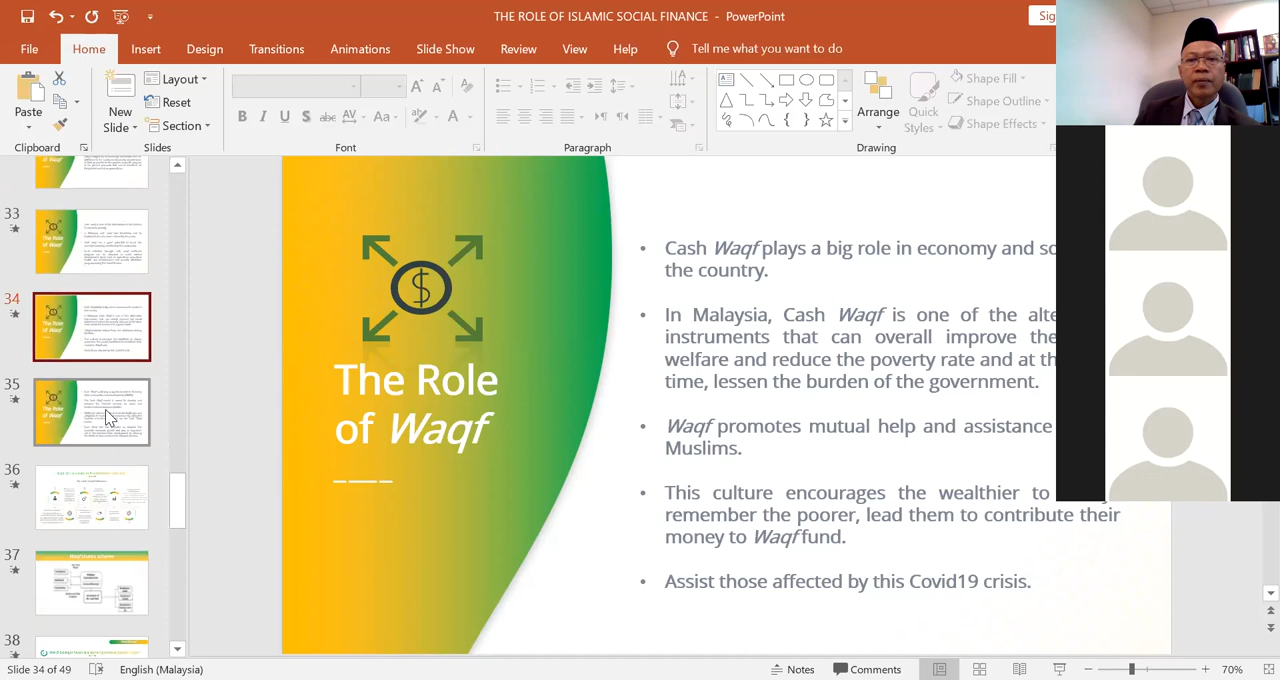 THE ROLE OF ISLAMIC SOCIAL FINANCE - PowerPoint
Sig
File Home Insert Design Transitions Animations Slide Show Review View Help Tell me what you want to do
Paste
New
Slide
Layout
Reset
Section
Arrange
Quick
Styles
Shape Fill
Shape Outline
Shape Effects
Clipboard Slides Font Paragraph Drawing
33
34
35
36
37
38
The Role
of Waqf
• Cash Waqf plays a big role in economy and so
the country.
• In Malaysia, Cash Waqf is one of the alte
instruments that can overall improve the
welfare and reduce the poverty rate and at th
time, lessen the burden of the government.
• Waqf promotes mutual help and assistance
Muslims.
• This culture encourages the wealthier to
remember the poorer, lead them to contribute their
money to Waqf fund.
• Assist those affected by this Covid19 crisis.
Slide 34 of 49 English (Malaysia) Notes Comments 70%